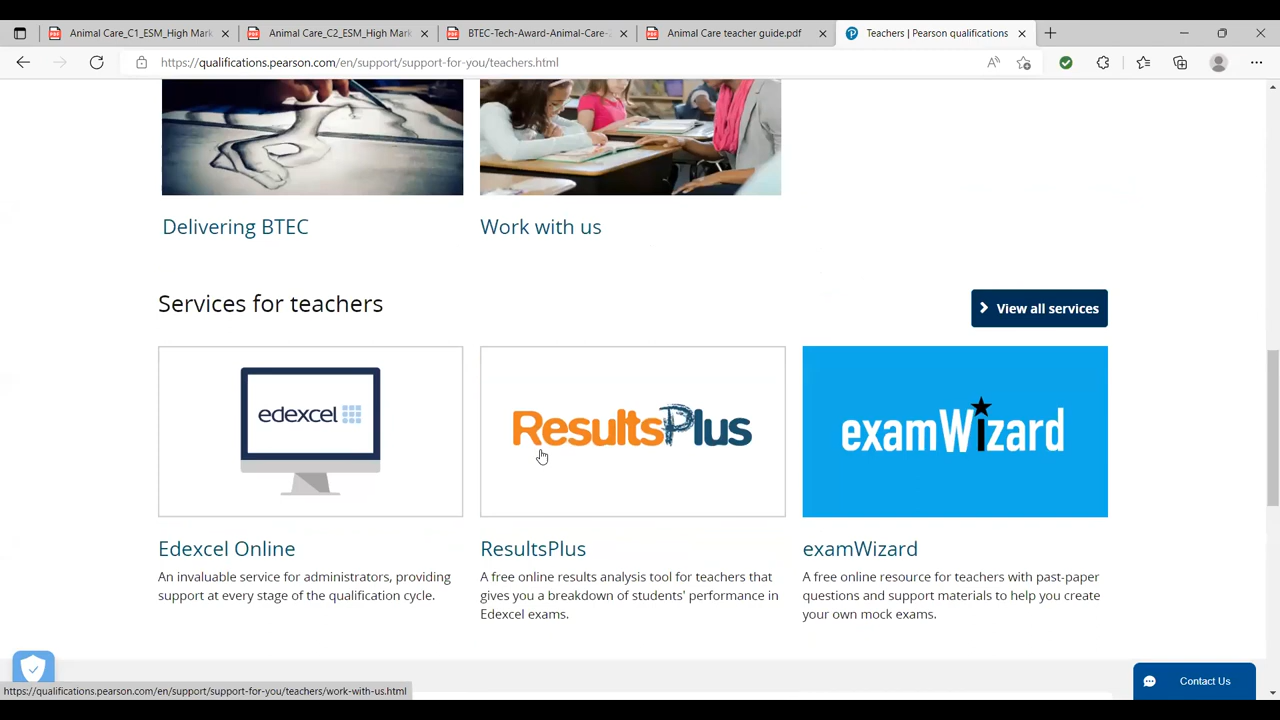 Animal Care_C1_ESM_High Mark
Animal Care_C2_ESM_High Mark
BTEC-Tech-Award-Animal-Care-
Animal Care teacher guide.pdf
Teachers | Pearson qualifications
https://qualifications.pearson.com/en/support/support-for-you/teachers.html
Delivering BTEC
Work with us
Services for teachers
View all services
edexcel
ResultsPlus
examWizard
Edexcel Online
An invaluable service for administrators, providing
support at every stage of the qualification cycle.
ResultsPlus
A free online results analysis tool for teachers that
gives you a breakdown of students' performance in
Edexcel exams.
examWizard
A free online resource for teachers with past-paper
questions and support materials to help you create
your own mock exams.
https://qualifications.pearson.com/en/support/support-for-you/teachers/work-with-us.html
Contact Us